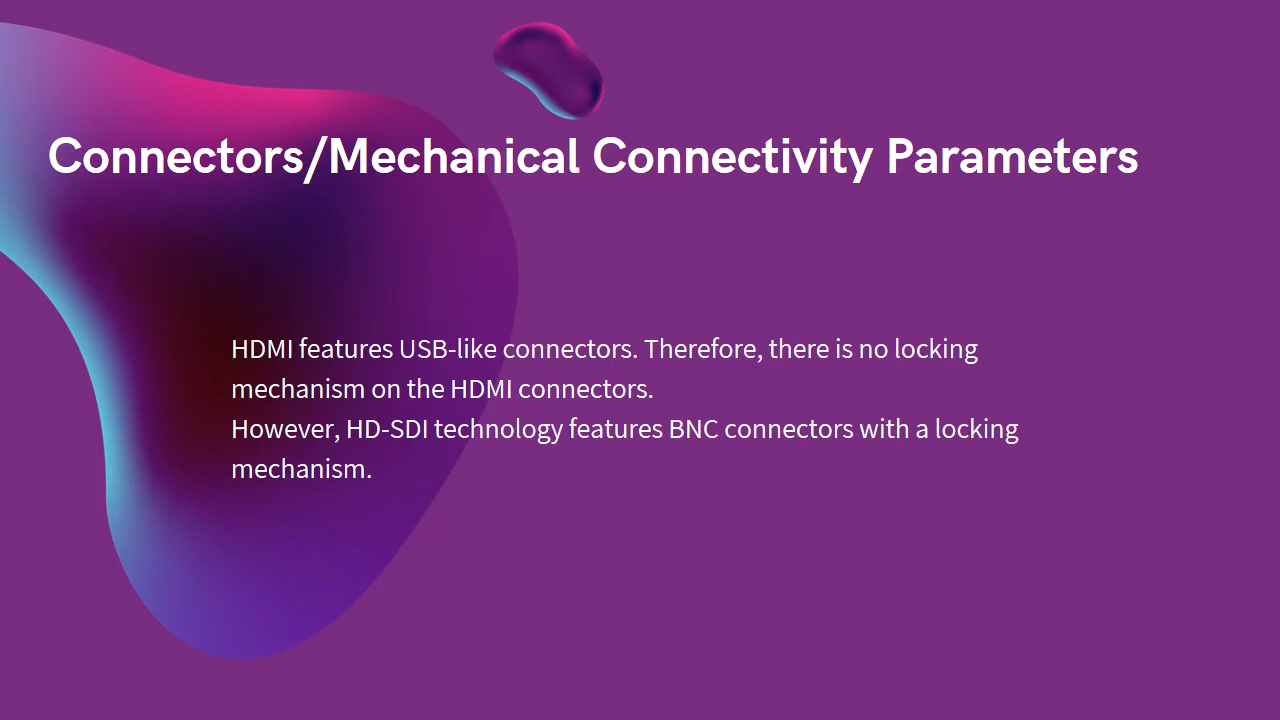 Connectors/Mechanical Connectivity Parameters
HDMI features USB-like connectors. Therefore, there is no locking
mechanism on the HDMI connectors.
However, HD-SDI technology features BNC connectors with a locking
mechanism.